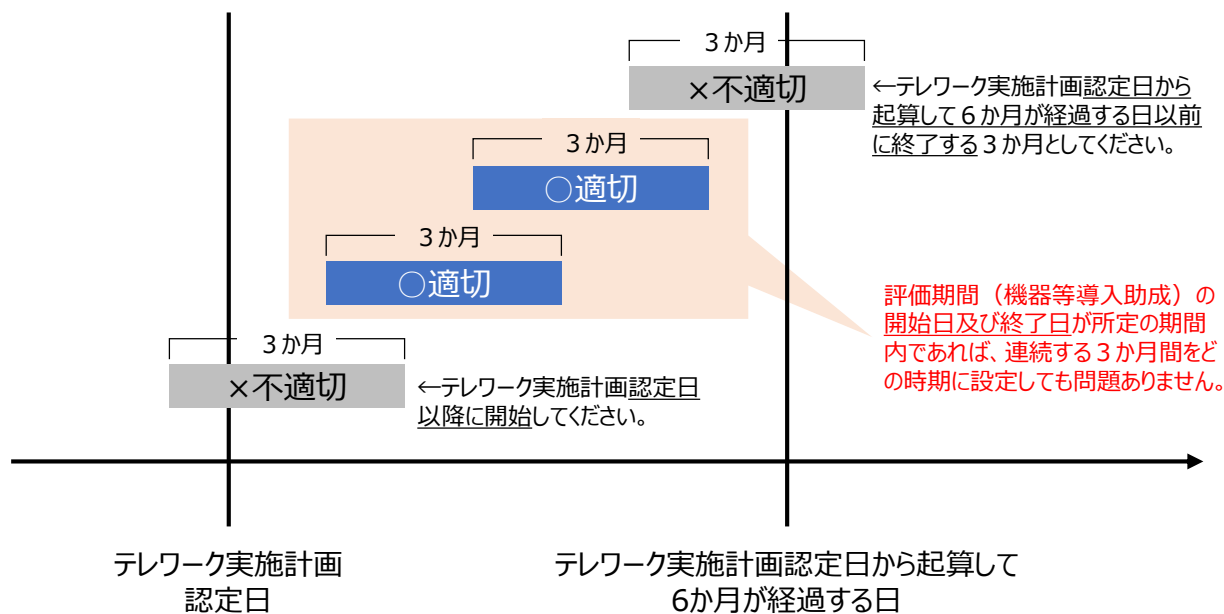 3か月
×不適切
←テレワーク実施計画認定日から
起算して6か月が経過する日以前
に終了する3か月としてください。
3か月
○適切
3か月
○適切
評価期間（機器等導入助成）の
開始日及び終了日が所定の期間
内であれば、連続する3か月間をど
の時期に設定しても問題ありません。
3か月
×不適切
←テレワーク実施計画認定日
以降に開始してください。
テレワーク実施計画
認定日
テレワーク実施計画認定日から起算して
6か月が経過する日